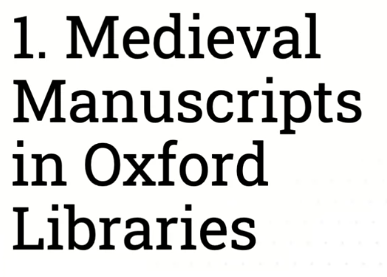 1. Medieval
Manuscripts
in Oxford
Libraries